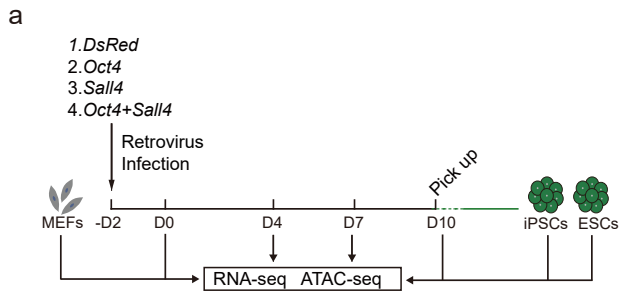 a
1.DsRed
2.Oct4
3.Sall4
4.Oct4+Sall4
Retrovirus
Infection
Pick up
MEFs -D2 D0 D4 D7 D10 iPSCs ESCs
RNA-seq ATAC-seq